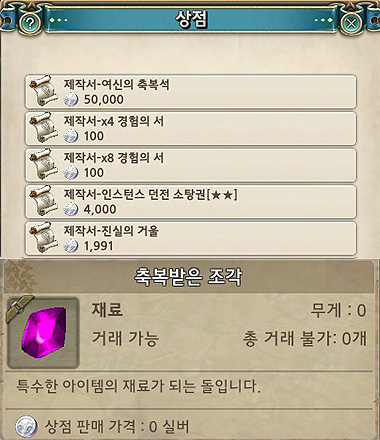 ?
상점
제작서-여신의 축복석
50,000
제작서-x4 경험의 서
100
제작서-x8 경험의 서
100
제작서-인스턴스 던전 소탕권[★★]
4,000
제작서-진실의 거울
1,991
축복받은 조각
재료 무게 : 0
거래 가능 총 거래 불가: 0개
특수한 아이템의 재료가 되는 돌입니다.
상점 판매 가격 : 0 실버